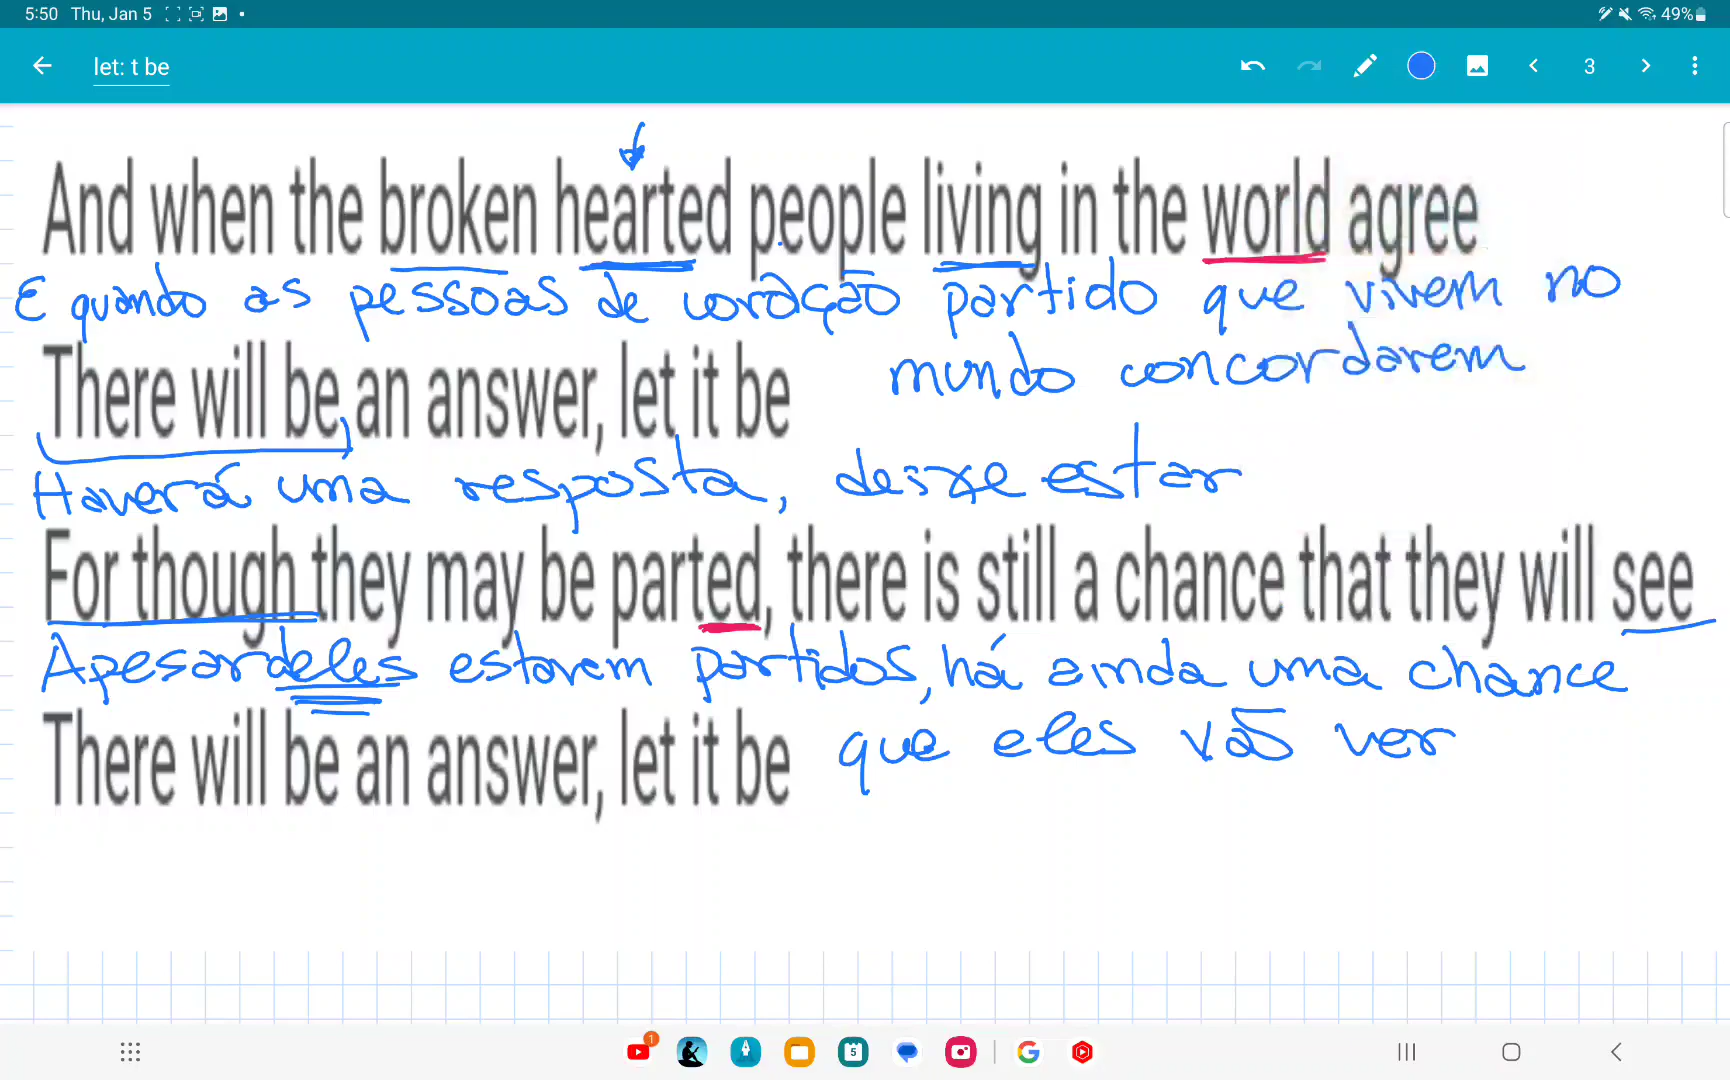 5:50 Thu, Jan 5 49%
let: t be 3
And when the broken hearted people living in the world agree
E quando as pessoas de coração partido que vivem no
mundo concordarem
There will be an answer, let it be
Haverá uma resposta, deixe estar
For though they may be parted, there is still a chance that they will see
Apesar deles estarem partidos, há ainda uma chance
que eles vão ver
There will be an answer, let it be
1
5